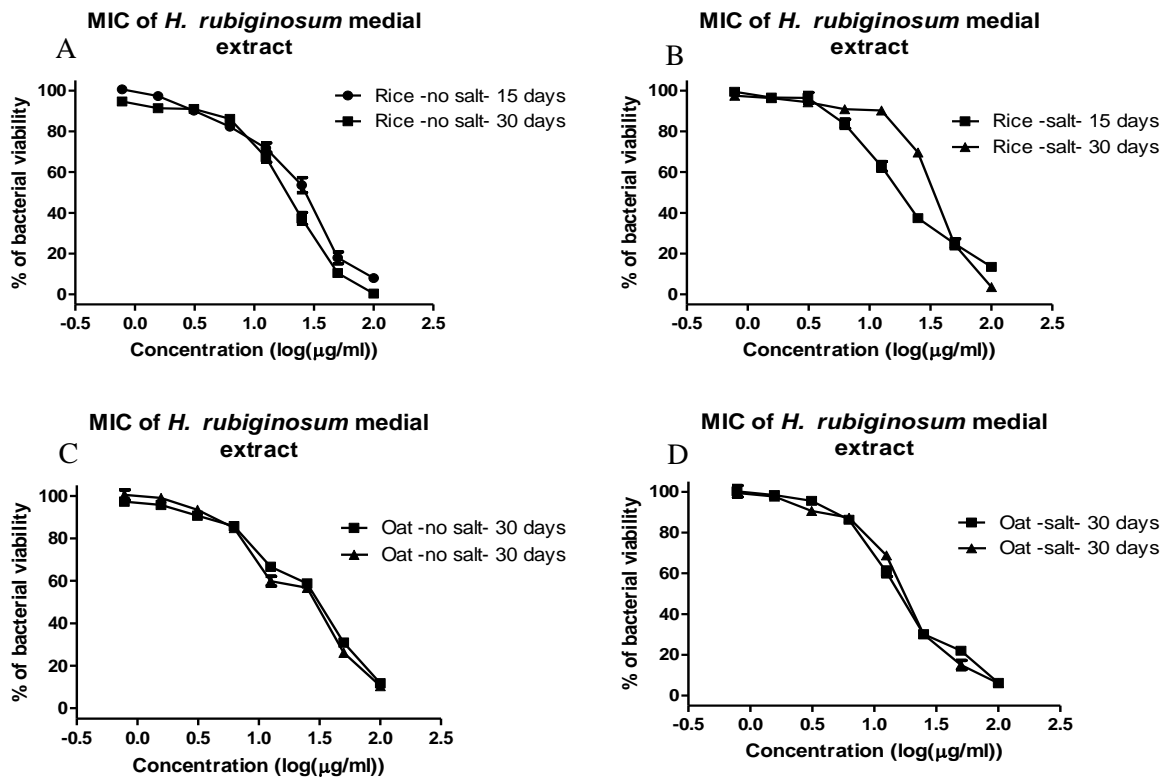 MIC of H. rubiginosum medial
extract
A
% of bacterial viability
100
80
60
40
20
0
-0.5 0.0 0.5 1.0 1.5 2.0 2.5
Concentration (log(μg/ml))
Rice -no salt- 15 days
Rice -no salt- 30 days
MIC of H. rubiginosum medial
extract
B
% of bacterial viability
100
80
60
40
20
0
-0.5 0.0 0.5 1.0 1.5 2.0 2.5
Concentration (log(μg/ml))
Rice -salt- 15 days
Rice -salt- 30 days
MIC of H. rubiginosum medial
extract
C
% of bacterial viability
100
80
60
40
20
0
-0.5 0.0 0.5 1.0 1.5 2.0 2.5
Concentration (log(μg/ml))
Oat -no salt- 30 days
Oat -no salt- 30 days
MIC of H. rubiginosum medial
extract
D
% of bacterial viability
100
80
60
40
20
0
-0.5 0.0 0.5 1.0 1.5 2.0 2.5
Concentration (log(μg/ml))
Oat -salt- 30 days
Oat -salt- 30 days